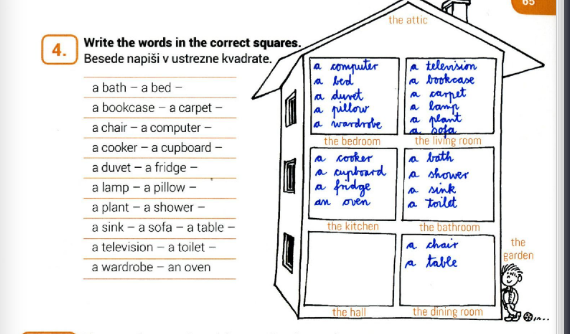 65
the attic
4.
Write the words in the correct squares.
Besede napiši v ustrezne kvadrate.
a bath – a bed –
a bookcase – a carpet –
a chair – a computer –
a cooker – a cupboard –
a duvet – a fridge –
a lamp – a pillow –
a plant – a shower –
a sink – a sofa – a table –
a television – a toilet –
a wardrobe – an oven
a computer
a bed
a duvet
a pillow
a wardrobe
the bedroom
a television
a bookcase
a carpet
a lamp
a plant
a sofa
the living room
a cooker
a cupboard
a fridge
an oven
the kitchen
a bath
a shower
a sink
a toilet
the bathroom
the hall
a chair
a table
the dining room
the
garden